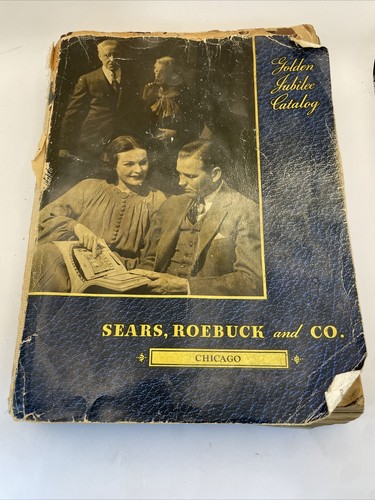 Golden
Jubilee
Catalog
SEARS, ROEBUCK and CO.
CHICAGO